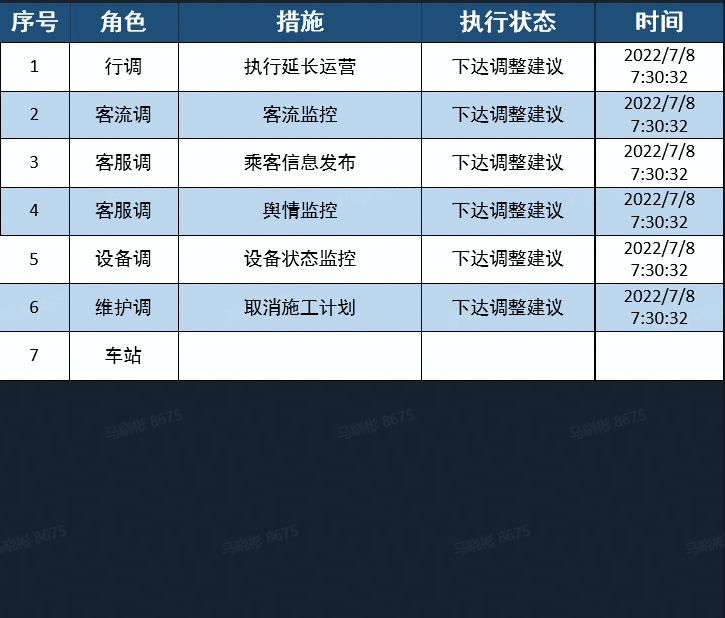 序号 角色 措施 执行状态 时间
1 行调 执行延长运营 下达调整建议 2022/7/8 7:30:32
2 客流调 客流监控 下达调整建议 2022/7/8 7:30:32
3 客服调 乘客信息发布 下达调整建议 2022/7/8 7:30:32
4 客服调 舆情监控 下达调整建议 2022/7/8 7:30:32
5 设备调 设备状态监控 下达调整建议 2022/7/8 7:30:32
6 维护调 取消施工计划 下达调整建议 2022/7/8 7:30:32
7 车站
马晓彬 8675 马晓彬 8675 马晓彬 8675
马晓彬 8675 马晓彬 8675 马晓彬 8675 马晓彬